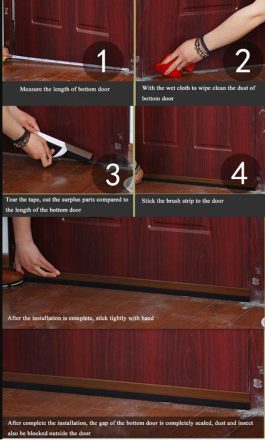 1
Measure the length of bottom door
2
With the wet cloth to wipe clean the dust of
bottom door
3
Tear the tape, cut the surplus parts compared to
the length of the bottom door
4
Stick the brush strip to the door
After the installation is complete, stick tightly with hand
After complete the installation, the gap of the bottom door is completely sealed, dust and insect
also be blocked outside the door